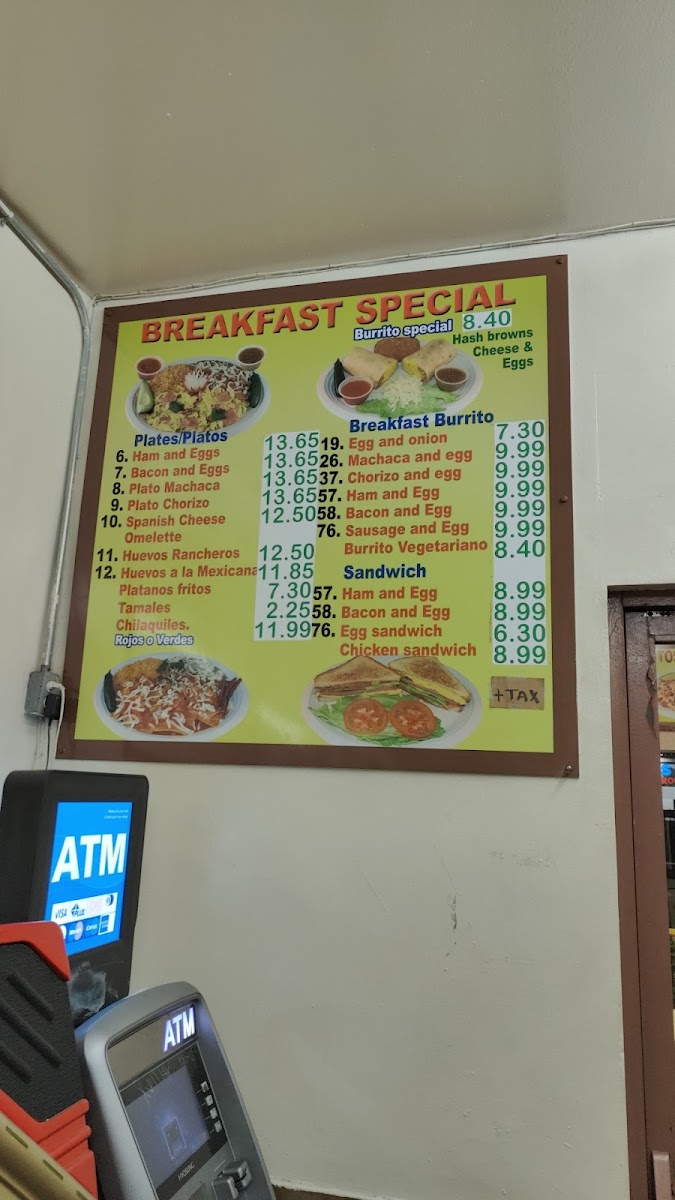 BREAKFAST SPECIAL
Burrito special 8.40
Hash browns
Cheese &
Eggs
Plates/Platos
6. Ham and Eggs 13.65
7. Bacon and Eggs 13.65
8. Plato Machaca 13.65
9. Plato Chorizo 13.65
10. Spanish Cheese 12.50
Omelette
11. Huevos Rancheros 12.50
12. Huevos a la Mexicana 11.85
Platanos fritos 7.30
Tamales 2.25
Chilaquiles. 11.99
Rojos o Verdes
Breakfast Burrito
19. Egg and onion 7.30
26. Machaca and egg 9.99
37. Chorizo and egg 9.99
57. Ham and Egg 9.99
58. Bacon and Egg 9.99
76. Sausage and Egg 9.99
Burrito Vegetariano 8.40
Sandwich
57. Ham and Egg 8.99
58. Bacon and Egg 8.99
76. Egg sandwich 6.30
Chicken sandwich 8.99
+TAX
ATM
VISA
PLUS
ATM